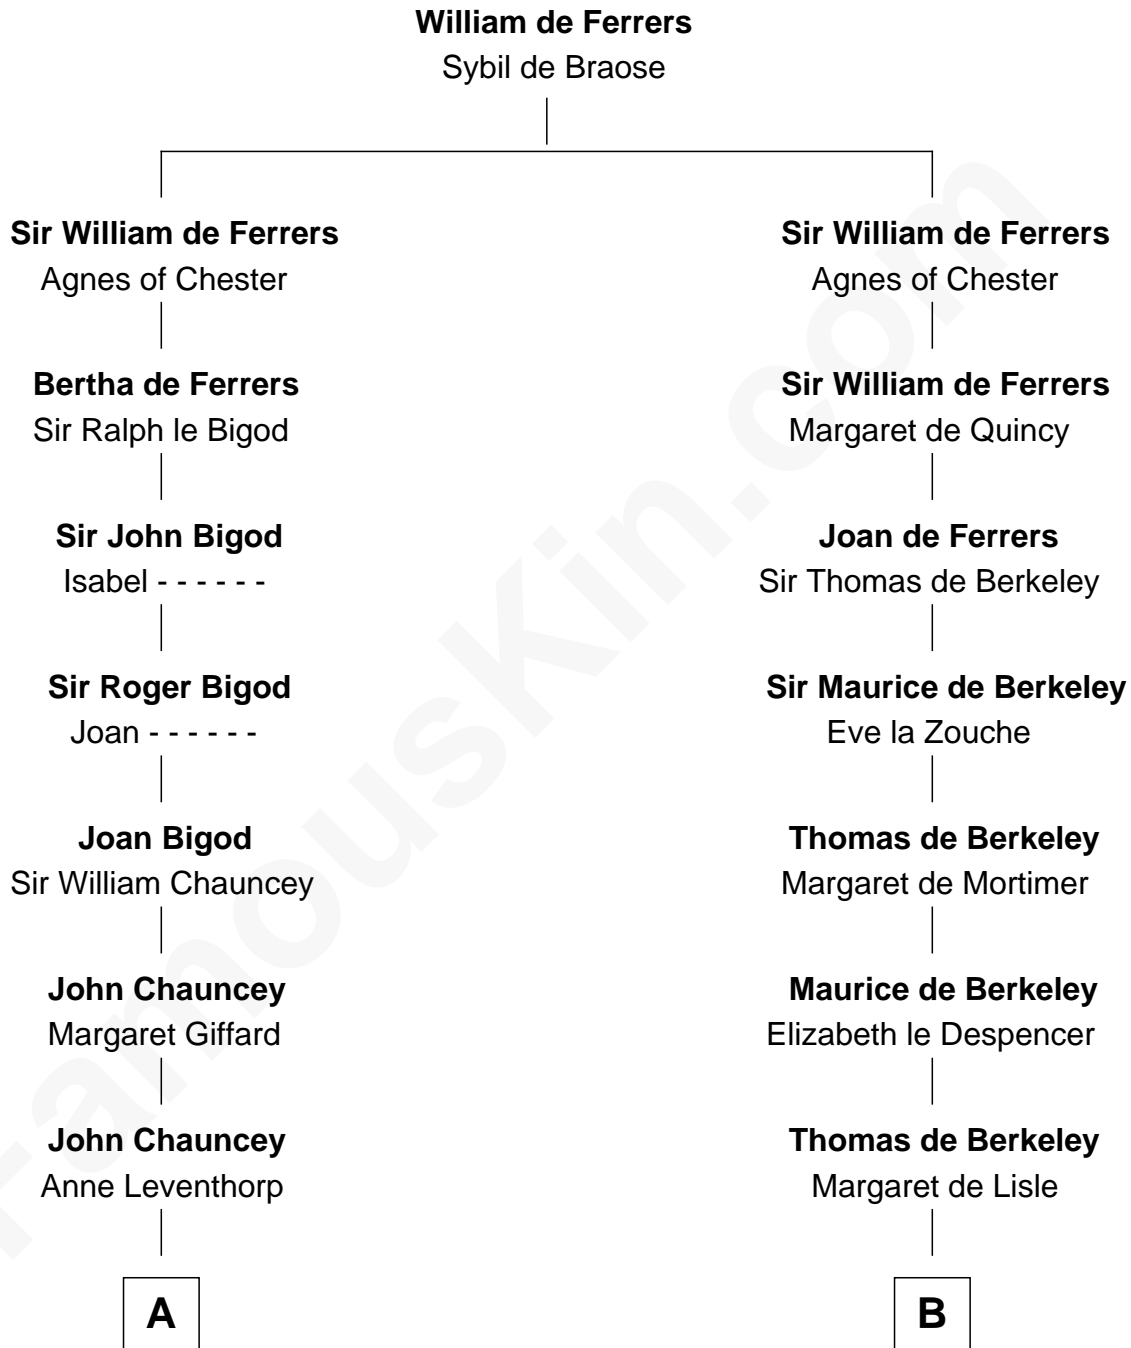 William de Ferrers
Sybil de Braose
Sir William de Ferrers
Agnes of Chester
Bertha de Ferrers
Sir Ralph le Bigod
Sir John Bigod
Isabel - - - - - -
Sir Roger Bigod
Joan - - - - - -
Joan Bigod
Sir William Chauncey
John Chauncey
Margaret Giffard
John Chauncey
Anne Leventhorp
A
Sir William de Ferrers
Agnes of Chester
Sir William de Ferrers
Margaret de Quincy
Joan de Ferrers
Sir Thomas de Berkeley
Sir Maurice de Berkeley
Eve la Zouche
Thomas de Berkeley
Margaret de Mortimer
Maurice de Berkeley
Elizabeth le Despencer
Thomas de Berkeley
Margaret de Lisle
B
FamousKin.com